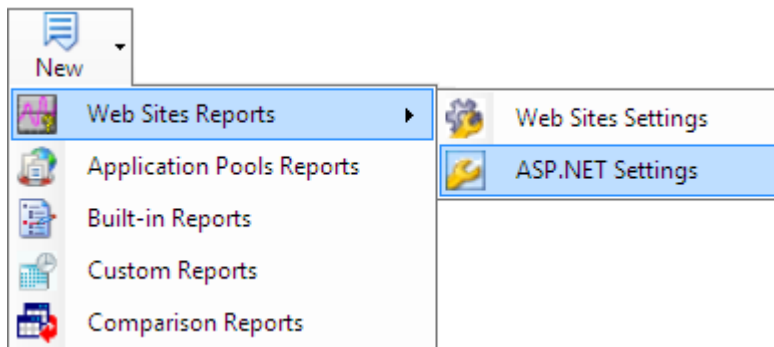 New
Web Sites Reports
Web Sites Settings
Application Pools Reports
ASP.NET Settings
Built-in Reports
Custom Reports
Comparison Reports